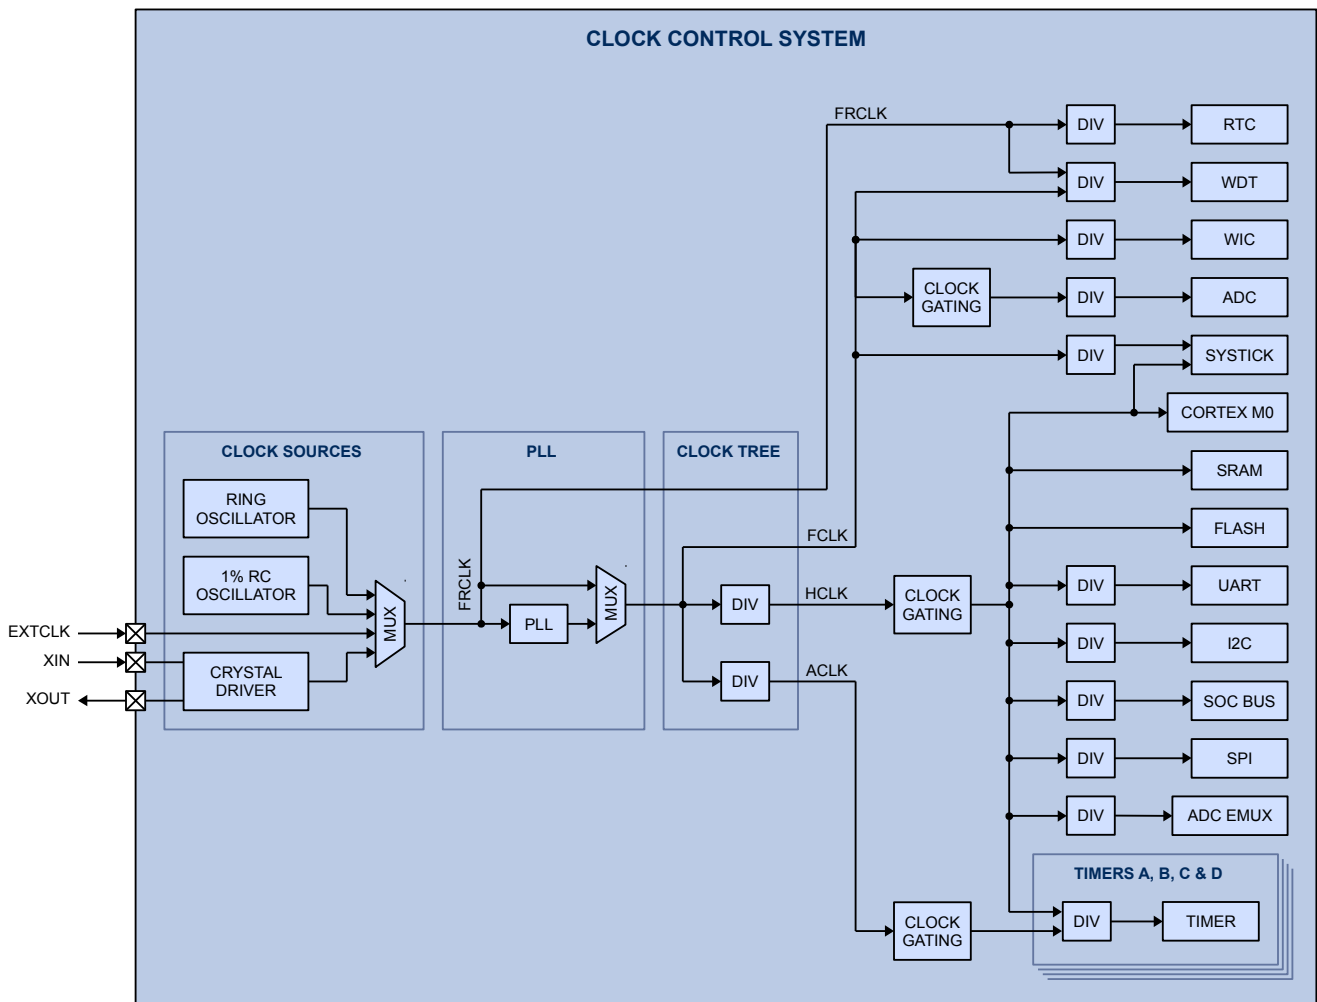 CLOCK CONTROL SYSTEM
FRCLK
DIV
RTC
DIV
WDT
DIV
WIC
CLOCK
GATING
DIV
ADC
DIV
SYSTICK
CORTEX M0
CLOCK SOURCES
PLL
CLOCK TREE
SRAM
RING
OSCILLATOR
FLASH
FCLK
1% RC
OSCILLATOR
FRCLK
MUX
MUX
PLL
DIV
HCLK
CLOCK
GATING
DIV
UART
EXTCLK
XIN
XOUT
CRYSTAL
DRIVER
DIV
ACLK
DIV
I2C
DIV
SOC BUS
DIV
SPI
DIV
ADC EMUX
TIMERS A, B, C & D
CLOCK
GATING
DIV
TIMER